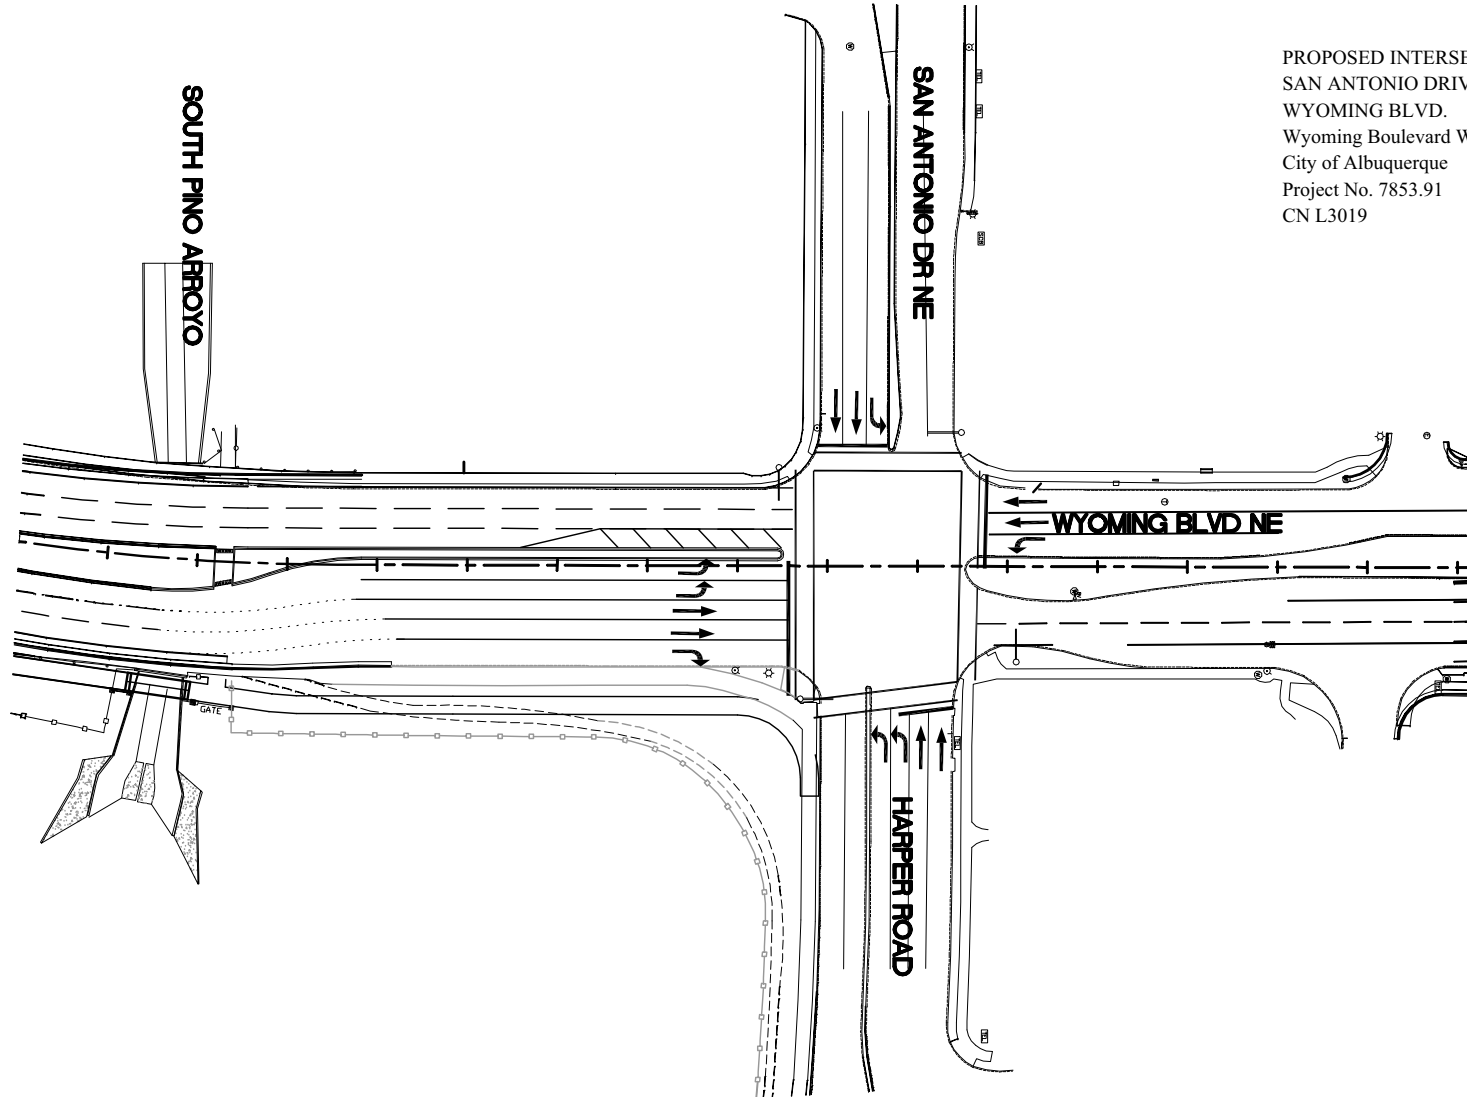 PROPOSED INTERSE
SAN ANTONIO DRIV
WYOMING BLVD.
Wyoming Boulevard W
City of Albuquerque
Project No. 7853.91
CN L3019
SOUTH PINO ARROYO
SAN ANTONIO DR NE
WYOMING BLVD NE
GATE
HARPER ROAD